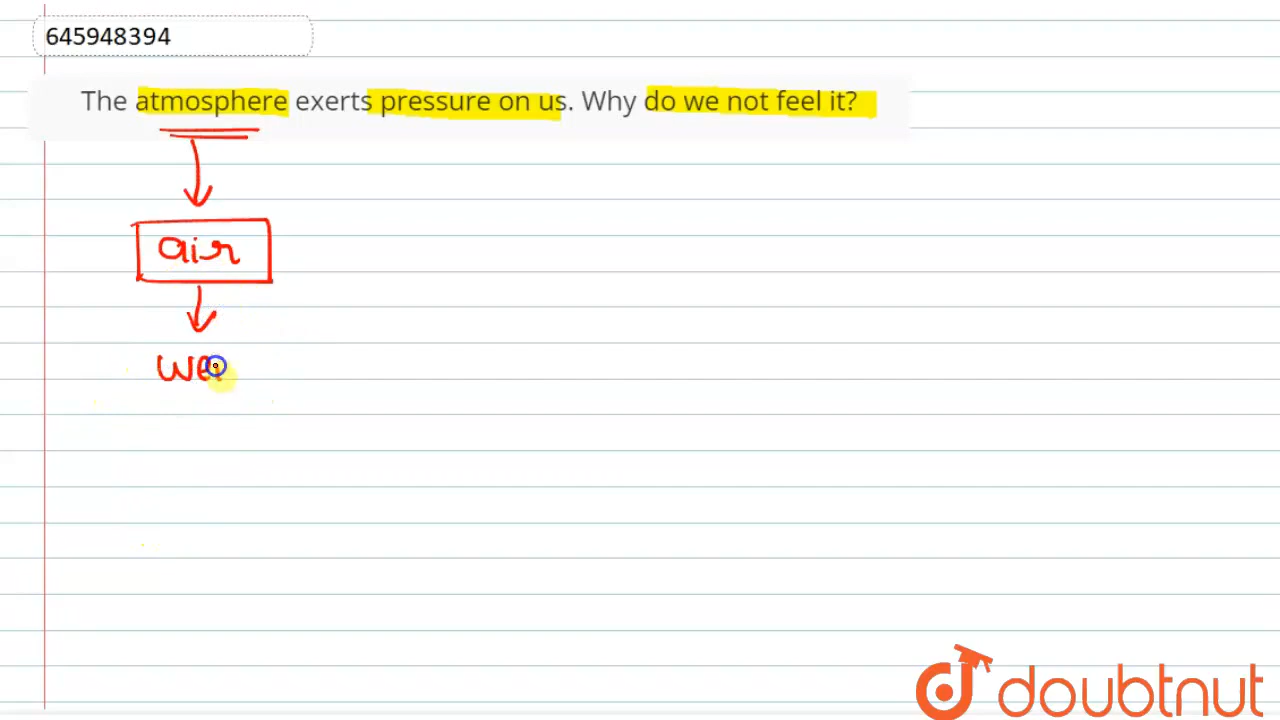 645948394
The atmosphere exerts pressure on us. Why do we not feel it?
air
doubtnut